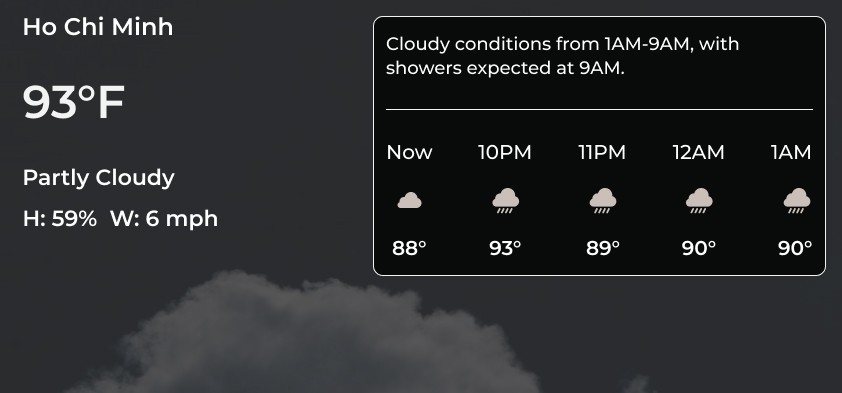 Ho Chi Minh
93°F
Partly Cloudy
H: 59%  W: 6 mph
Cloudy conditions from 1AM-9AM, with
showers expected at 9AM.
Now 10PM 11PM 12AM 1AM
88° 93° 89° 90° 90°